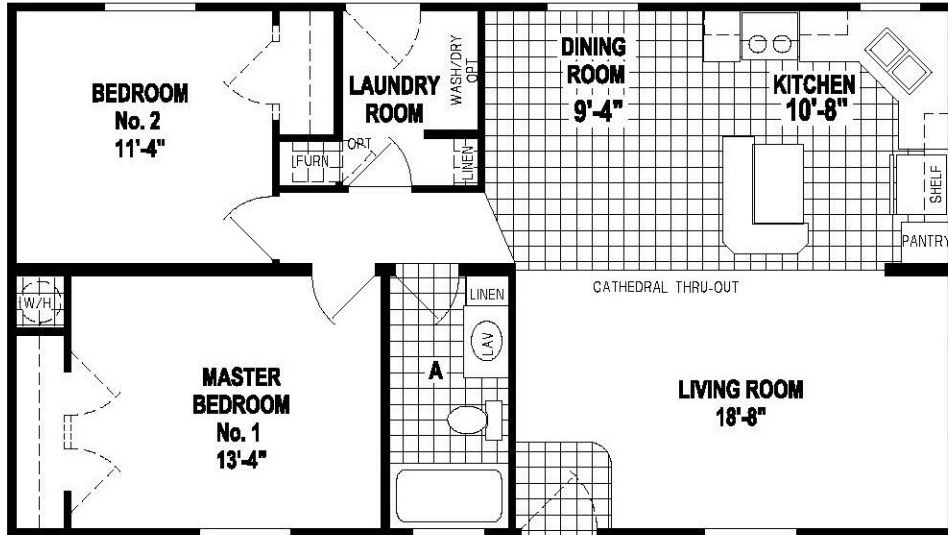 BEDROOM
No. 2
11'-4"
LAUNDRY
ROOM
WASH/DRY
OPT
OPT
FURN
LINEN
DINING
ROOM
9'-4"
KITCHEN
10'-8"
SHELF
PANTRY
CATHEDRAL THRU-OUT
W/H
MASTER
BEDROOM
No. 1
13'-4"
LINEN
LAV
A
LIVING ROOM
18'-8"